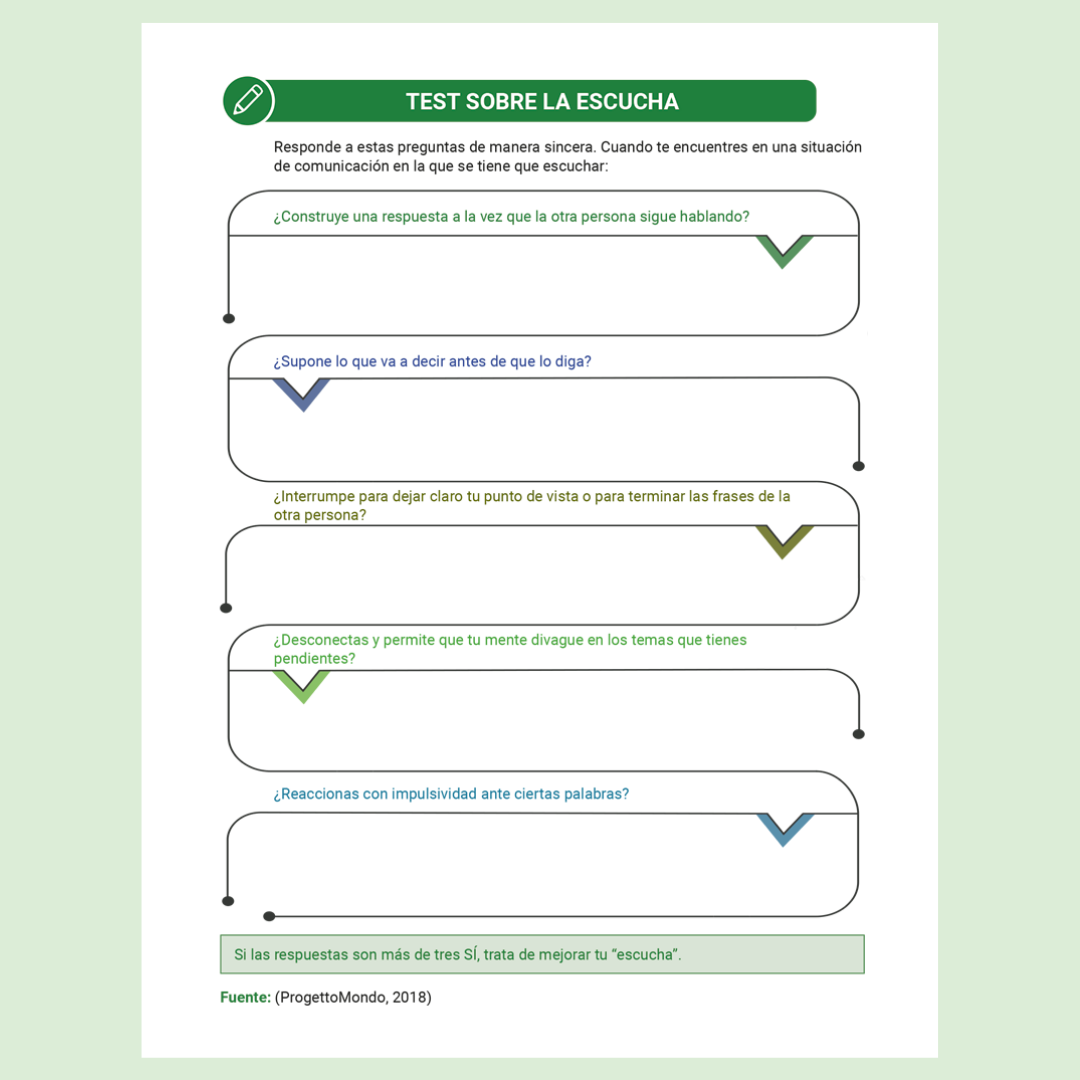 TEST SOBRE LA ESCUCHA
Responde a estas preguntas de manera sincera. Cuando te encuentres en una situación
de comunicación en la que se tiene que escuchar:
¿Construye una respuesta a la vez que la otra persona sigue hablando?
¿Supone lo que va a decir antes de que lo diga?
¿Interrumpe para dejar claro tu punto de vista o para terminar las frases de la
otra persona?
¿Desconectas y permite que tu mente divague en los temas que tienes
pendientes?
¿Reaccionas con impulsividad ante ciertas palabras?
Si las respuestas son más de tres SÍ, trata de mejorar tu “escucha”.
Fuente: (ProgettoMondo, 2018)